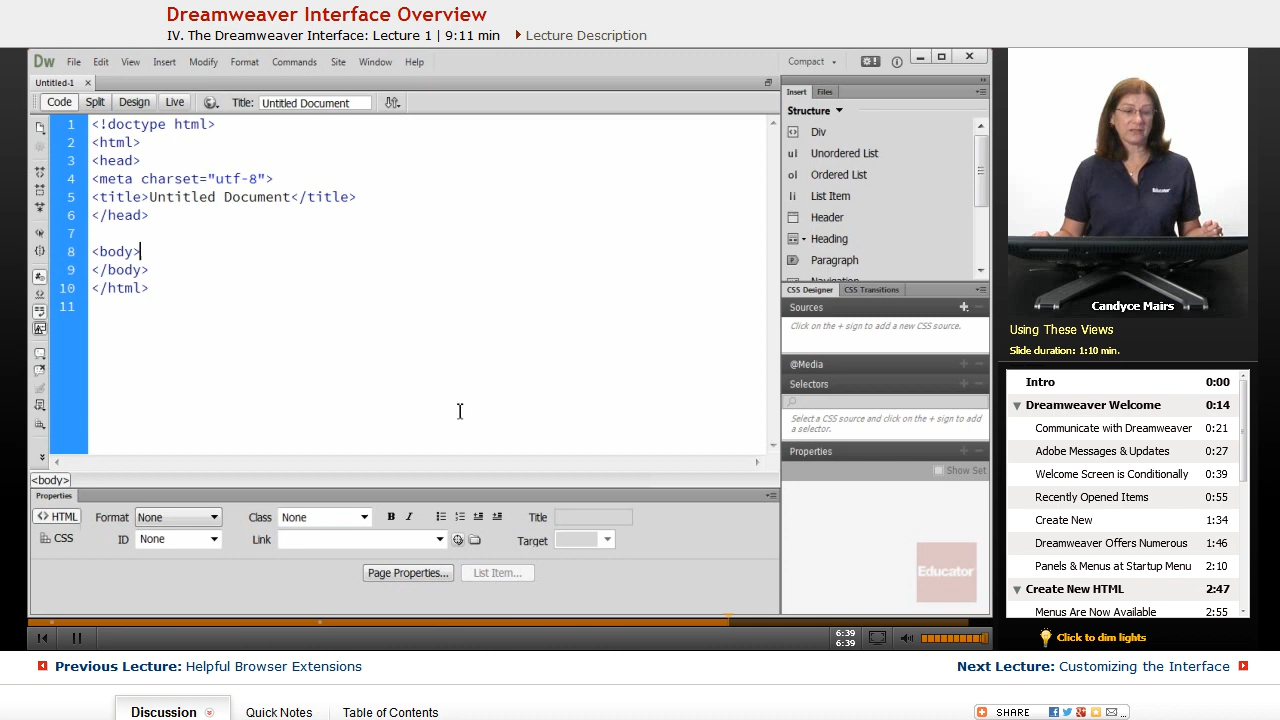 Dreamweaver Interface Overview
IV. The Dreamweaver Interface: Lecture 1 | 9:11 min
Lecture Description
Dw File Edit View Insert Modify Format Commands Site Window Help Compact
Untitled-1
Code Split Design Live Title: Untitled Document
1 <!doctype html>
2 <html>
3 <head>
4 <meta charset="utf-8">
5 <title>Untitled Document</title>
6 </head>
7
8 <body>
9 </body>
10 </html>
11
<body>
Properties
<> HTML Format None Class None B I Title
CSS ID None Link Target
Page Properties... List Item...
Insert Files
Structure
Div
ul Unordered List
ol Ordered List
li List Item
Header
Heading
Paragraph
Navigation
CSS Designer CSS Transitions
Sources
Click on the + sign to add a new CSS source.
@Media
Selectors
Select a CSS source and click on the + sign to add
a selector.
Properties
Show Set
Educator
Educator
Candyce Mairs
Using These Views
Slide duration: 1:10 min.
Intro 0:00
Dreamweaver Welcome 0:14
Communicate with Dreamweaver 0:21
Adobe Messages & Updates 0:27
Welcome Screen is Conditionally 0:39
Recently Opened Items 0:55
Create New 1:34
Dreamweaver Offers Numerous 1:46
Panels & Menus at Startup Menu 2:10
Create New HTML 2:47
Menus Are Now Available 2:55
6:39
6:39
Click to dim lights
Previous Lecture: Helpful Browser Extensions
Next Lecture: Customizing the Interface
Discussion Quick Notes Table of Contents
SHARE